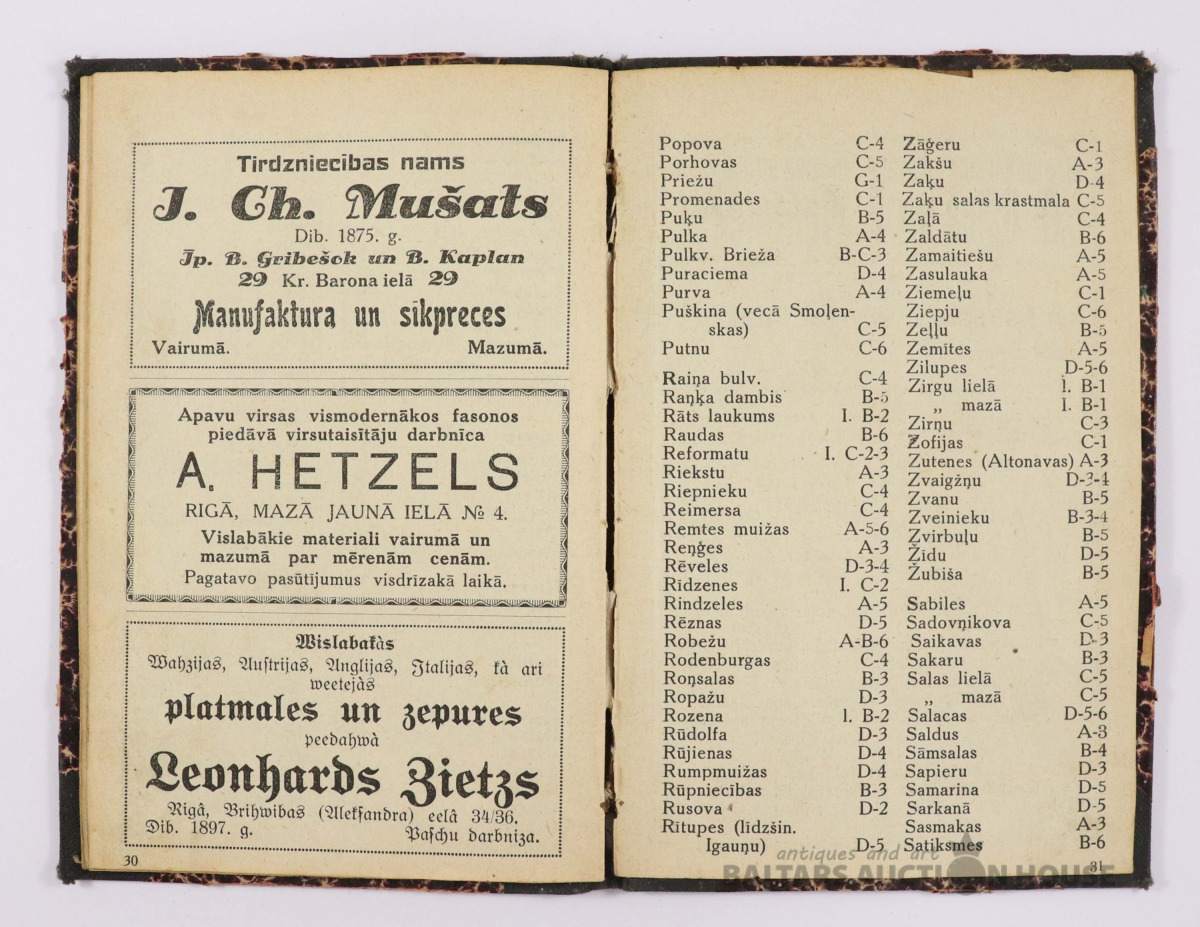 Tirdzniecības nams
J. Ch. Mušats
Dib. 1875. g.
Īp. B. Gribešok un B. Kaplan
29 Kr. Barona ielā 29
Manufaktura un sīkpreces
Vairumā. Mazumā.
Apavu virsas vismodernākos fasonos
piedāvā virsutaisītāju darbnīca
A. HETZELS
RIGĀ, MAZĀ JAUNĀ IELĀ № 4.
Vislabākie materiali vairumā un
mazumā par mērenām cenām.
Pagatavo pasūtījumus visdrīzakā laikā.
Wislabakàs
Wahzijas, Austrijas, Anglijas, Italijas, kà ari
weetejàs
platmales un zepures
peedahwà
Leonhards Zietzs
Rigâ, Brihwibas (Aleksandra) eelâ 34/36.
Dib. 1897. g. Paschu darbniza.
30
Popova C-4
Porhovas C-5
Priežu G-1
Promenades C-1
Puķu B-5
Pulka A-4
Pulkv. Brieža B-C-3
Puraciema D-4
Purva A-4
Puškina (vecā Smoļen-
skas) C-5
Putnu C-6
Raiņa bulv. C-4
Raņķa dambis B-5
Rāts laukums I. B-2
Raudas B-6
Reformatu I. C-2-3
Riekstu A-3
Riepnieku C-4
Reimersa C-4
Remtes muižas A-5-6
Reņģes A-3
Rēveles D-3-4
Rīdzenes I. C-2
Rindzeles A-5
Rēznas D-5
Robežu A-B-6
Rodenburgas C-4
Roņsalas B-3
Ropažu D-3
Rozena I. B-2
Rūdolfa D-3
Rūjienas D-4
Rumpmuižas D-4
Rūpniecības B-3
Rusova D-2
Rītupes (līdzšin.
Igauņu) D-5
Zāģeru C-1
Zakšu A-3
Zaķu D-4
Zaķu salas krastmala C-5
Zaļā C-4
Zaldātu B-6
Zamaitiešu A-5
Zasulauka A-5
Ziemeļu C-1
Ziepju C-6
Zeļļu B-5
Zemītes A-5
Zilupes D-5-6
Zirgu lielā I. B-1
„ mazā I. B-1
Zirņu C-3
Zofijas C-1
Zutenes (Altonavas) A-3
Zvaigžņu D-3-4
Zvanu B-5
Zveinieku B-3-4
Zvirbuļu B-5
Žīdu D-5
Žubiša B-5
Sabiles A-5
Sadovņikova C-5
Saikavas D-3
Sakaru B-3
Salas lielā C-5
„ mazā C-5
Salacas D-5-6
Saldus A-3
Sāmsalas B-4
Sapieru D-3
Samarina D-5
Sarkanā D-5
Sasmakas A-3
Satiksmes B-6
31
antiques and art
BALTARS AUCTION HOUSE